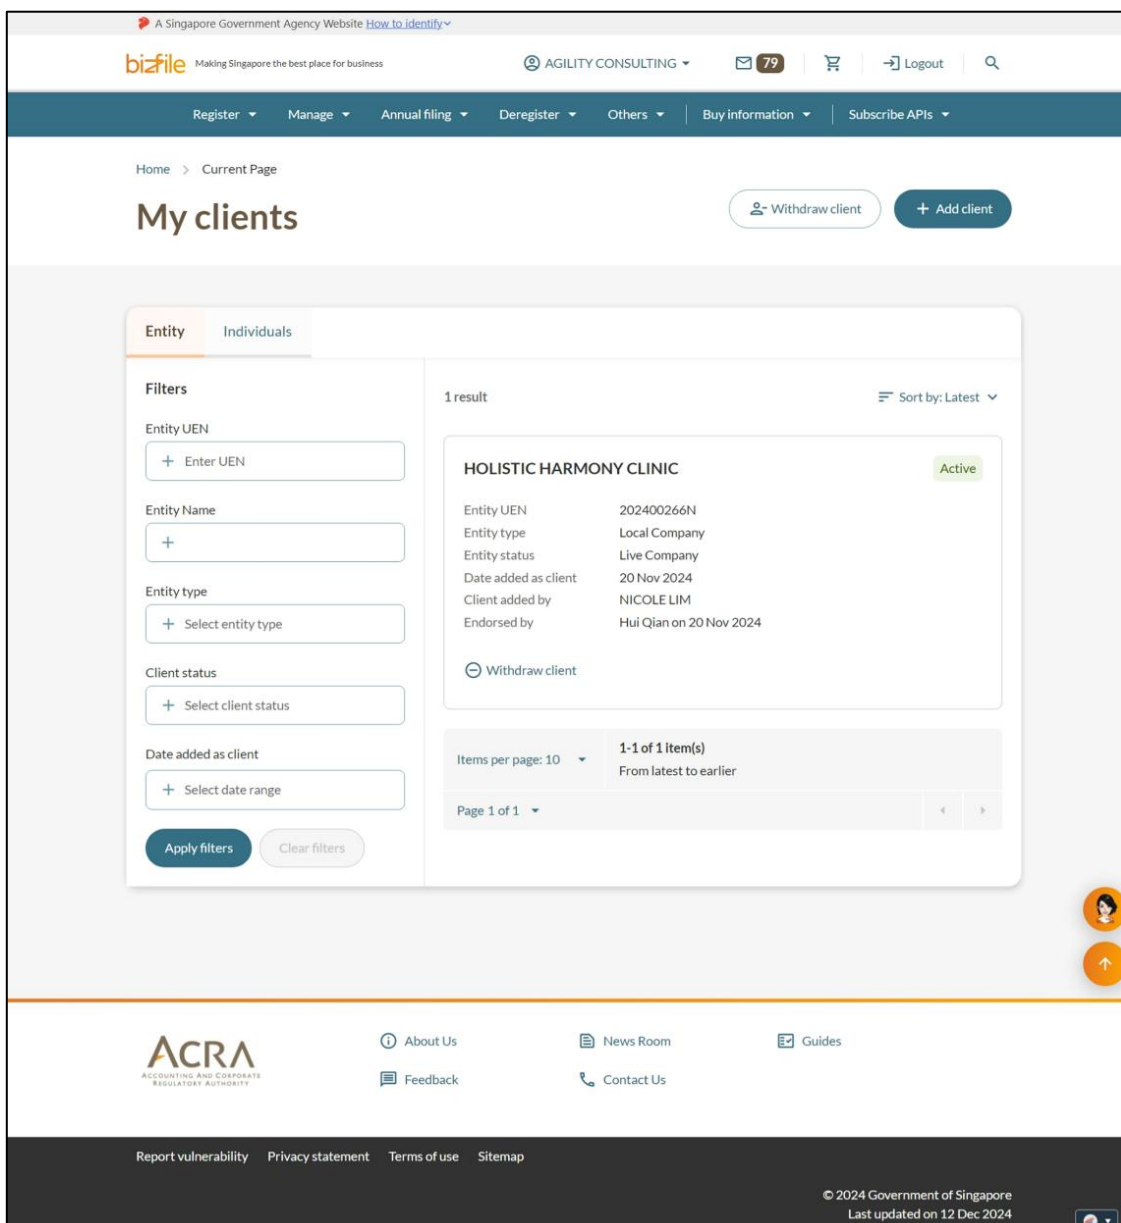 A Singapore Government Agency Website How to identify
bizfile Making Singapore the best place for business AGILITY CONSULTING 79 Logout
Register Manage Annual filing Deregister Others Buy information Subscribe APIs
Home > Current Page
My clients
Withdraw client
+ Add client
Entity Individuals
Filters
Entity UEN
+ Enter UEN
Entity Name
+
Entity type
+ Select entity type
Client status
+ Select client status
Date added as client
+ Select date range
Apply filters Clear filters
1 result Sort by: Latest
HOLISTIC HARMONY CLINIC Active
Entity UEN 202400266N
Entity type Local Company
Entity status Live Company
Date added as client 20 Nov 2024
Client added by NICOLE LIM
Endorsed by Hui Qian on 20 Nov 2024
Withdraw client
Items per page: 10
1-1 of 1 item(s)
From latest to earlier
Page 1 of 1
ACRA
ACCOUNTING AND CORPORATE
REGULATORY AUTHORITY
About Us News Room Guides
Feedback Contact Us
Report vulnerability Privacy statement Terms of use Sitemap
© 2024 Government of Singapore
Last updated on 12 Dec 2024